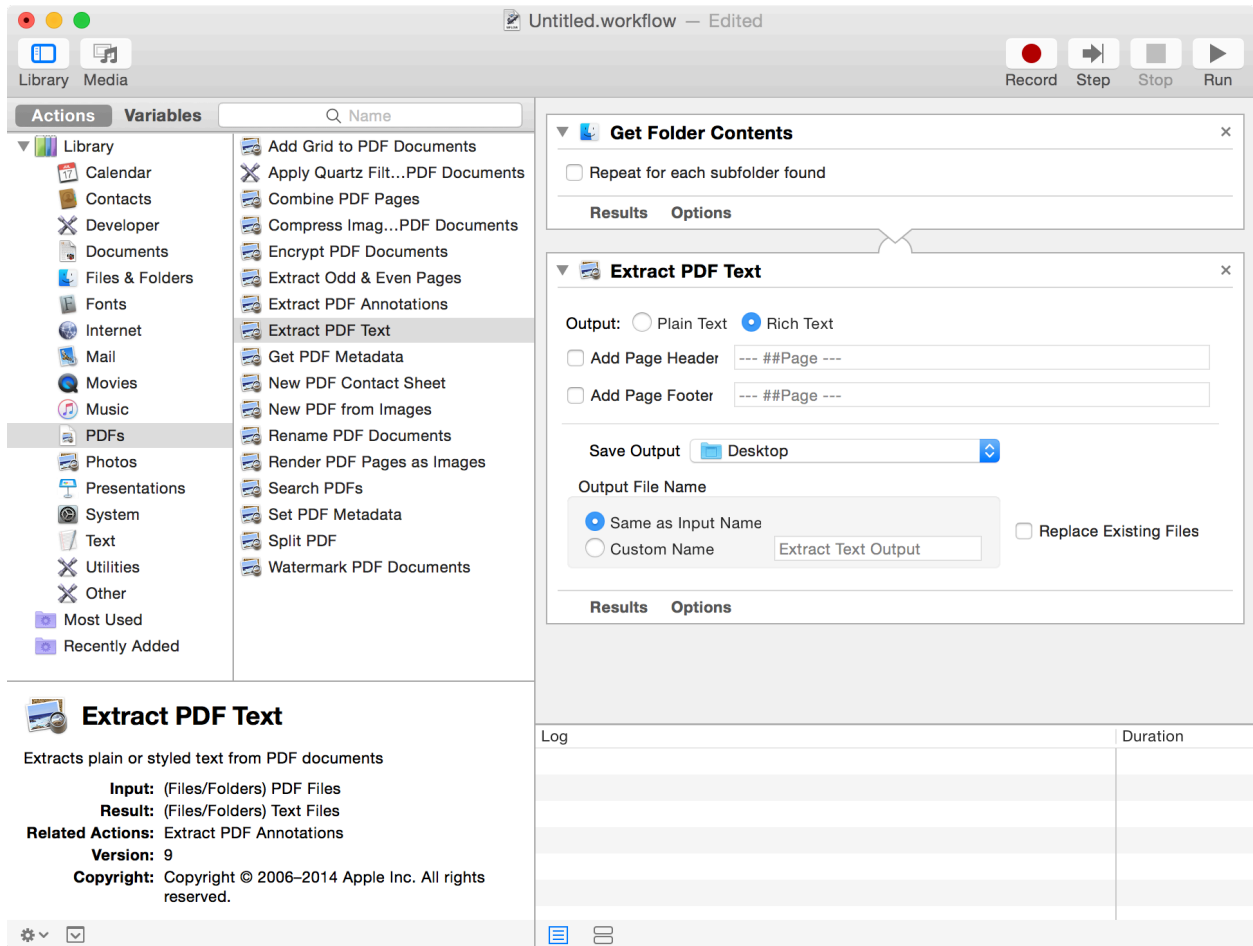 Untitled.workflow — Edited
Library Media
Record Step Stop Run
Actions Variables Name
Library
Calendar
Contacts
Developer
Documents
Files & Folders
Fonts
Internet
Mail
Movies
Music
PDFs
Photos
Presentations
System
Text
Utilities
Other
Most Used
Recently Added
Add Grid to PDF Documents
Apply Quartz Filt...PDF Documents
Combine PDF Pages
Compress Imag...PDF Documents
Encrypt PDF Documents
Extract Odd & Even Pages
Extract PDF Annotations
Extract PDF Text
Get PDF Metadata
New PDF Contact Sheet
New PDF from Images
Rename PDF Documents
Render PDF Pages as Images
Search PDFs
Set PDF Metadata
Split PDF
Watermark PDF Documents
Extract PDF Text
Extracts plain or styled text from PDF documents
Input: (Files/Folders) PDF Files
Result: (Files/Folders) Text Files
Related Actions: Extract PDF Annotations
Version: 9
Copyright: Copyright © 2006–2014 Apple Inc. All rights
reserved.
Get Folder Contents
Repeat for each subfolder found
Results Options
Extract PDF Text
Output: Plain Text Rich Text
Add Page Header --- ##Page ---
Add Page Footer --- ##Page ---
Save Output Desktop
Output File Name
Same as Input Name
Custom Name Extract Text Output
Replace Existing Files
Results Options
Log Duration